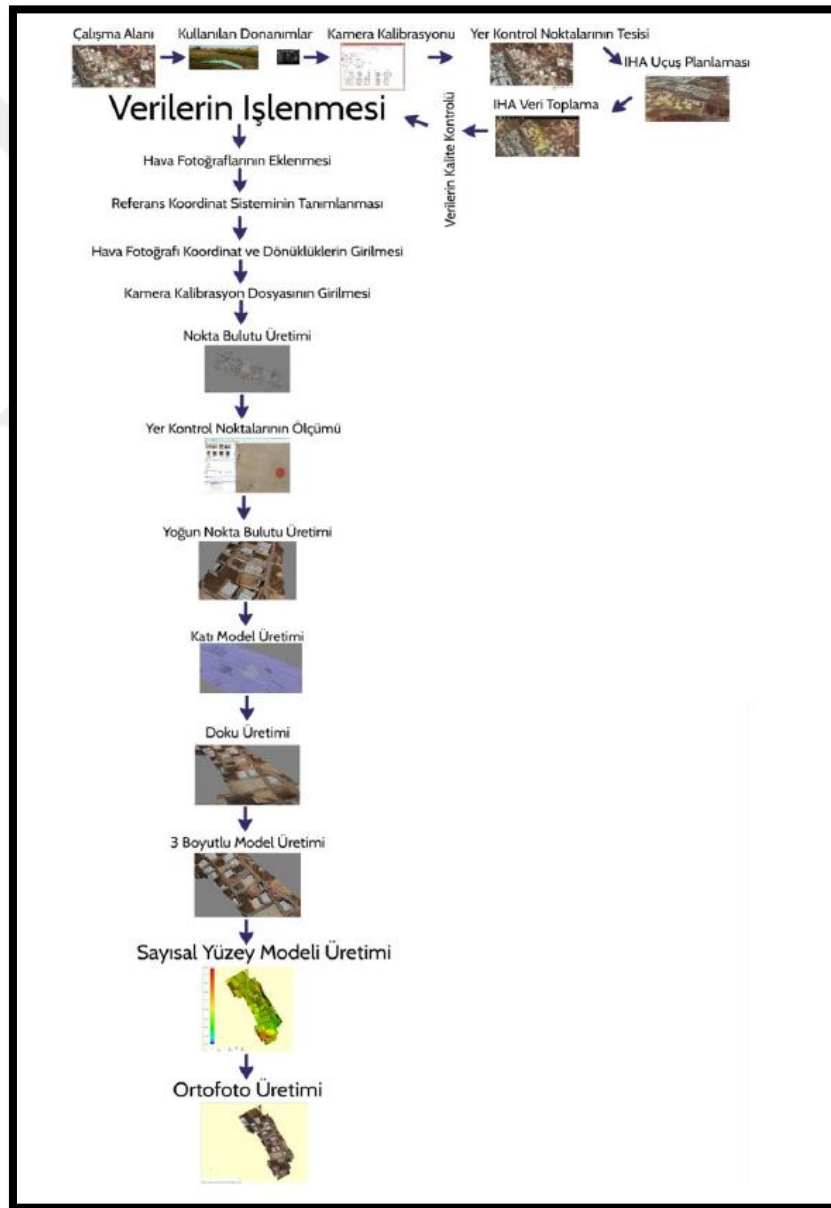 Çalışma Alanı
Kullanılan Donanımlar
Kamera Kalibrasyonu
Yer Kontrol Noktalarının Tesisi
IHA Uçuş Planlaması
IHA Veri Toplama
Verilerin Kalite Kontrolü
Verilerin Işlenmesi
Hava Fotoğraflarının Eklenmesi
Referans Koordinat Sisteminin Tanımlanması
Hava Fotoğrafı Koordinat ve Dönüklüklerin Girilmesi
Kamera Kalibrasyon Dosyasının Girilmesi
Nokta Bulutu Üretimi
Yer Kontrol Noktalarının Ölçümü
Yoğun Nokta Bulutu Üretimi
Katı Model Üretimi
Doku Üretimi
3 Boyutlu Model Üretimi
Sayısal Yüzey Modeli Üretimi
Ortofoto Üretimi